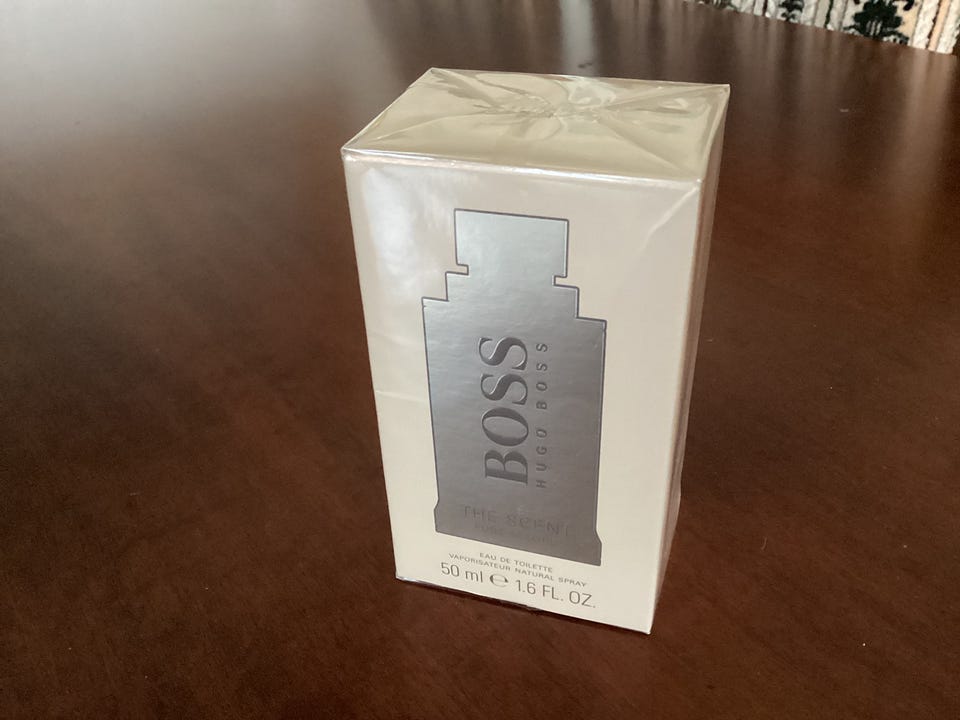 BOSS
HUGO BOSS
THE SCENT
EAU DE TOILETTE
VAPORISATEUR NATURAL SPRAY
50 ml ℮ 1.6 FL. OZ.